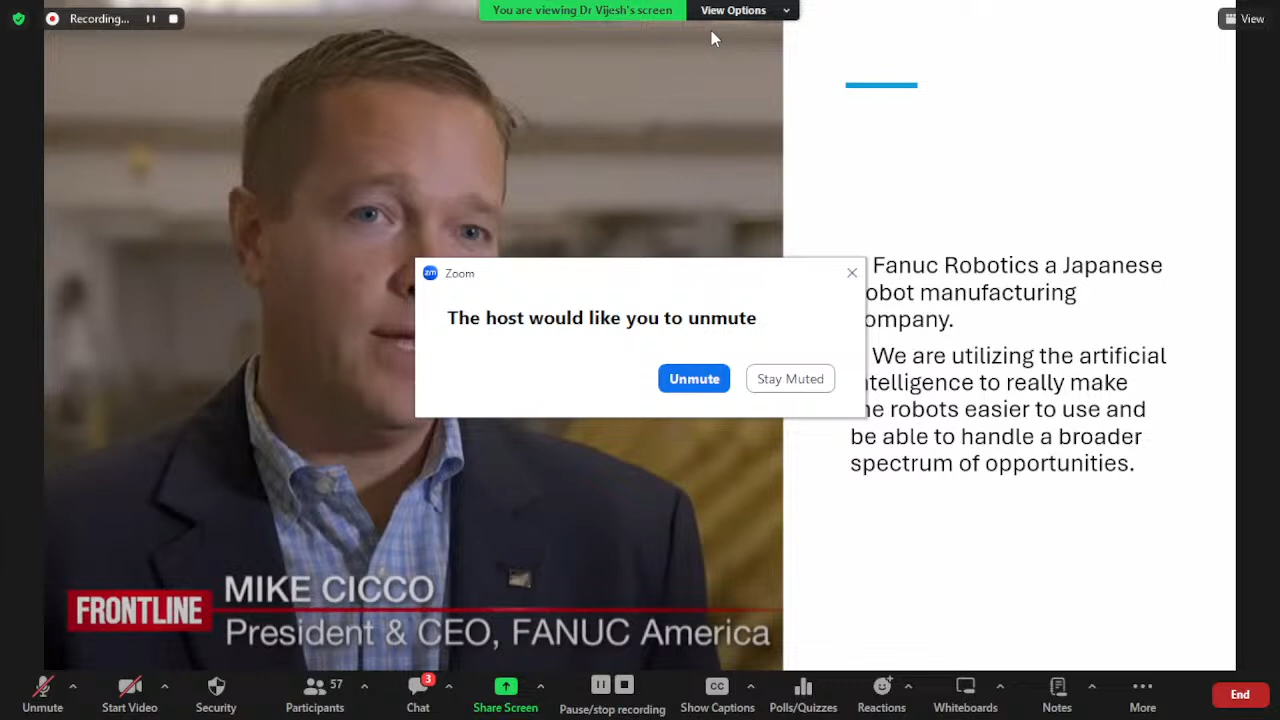 Recording...
You are viewing Dr Vijesh's screen
View Options
View
zm Zoom
The host would like you to unmute
Unmute
Stay Muted
Fanuc Robotics a Japanese
obot manufacturing
ompany.
We are utilizing the artificial
ntelligence to really make
he robots easier to use and
be able to handle a broader
spectrum of opportunities.
FRONTLINE
MIKE CICCO
President & CEO, FANUC America
Unmute
Start Video
Security
57
Participants
3
Chat
Share Screen
Pause/stop recording
CC
Show Captions
Polls/Quizzes
Reactions
Whiteboards
Notes
More
End